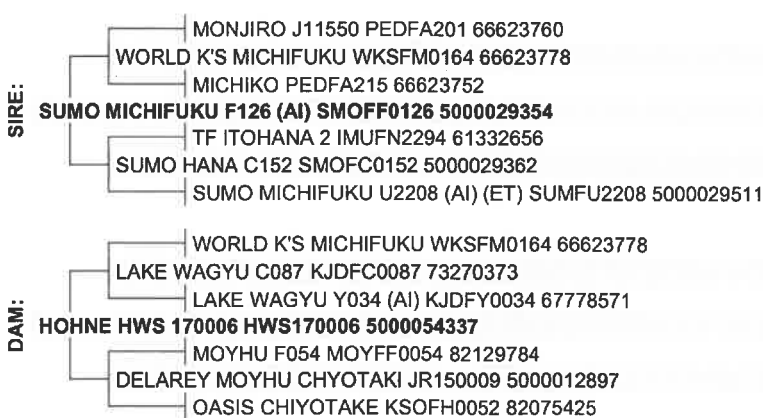 MONJIRO J11550 PEDFA201 66623760
WORLD K'S MICHIFUKU WKSFM0164 66623778
MICHIKO PEDFA215 66623752
SIRE:
SUMO MICHIFUKU F126 (AI) SMOFF0126 5000029354
TF ITOHANA 2 IMUFN2294 61332656
SUMO HANA C152 SMOFC0152 5000029362
SUMO MICHIFUKU U2208 (AI) (ET) SUMFU2208 5000029511
WORLD K'S MICHIFUKU WKSFM0164 66623778
LAKE WAGYU C087 KJDFC0087 73270373
LAKE WAGYU Y034 (AI) KJDFY0034 67778571
DAM:
HOHNE HWS 170006 HWS170006 5000054337
MOYHU F054 MOYFF0054 82129784
DELAREY MOYHU CHYOTAKI JR150009 5000012897
OASIS CHIYOTAKE KSOFH0052 82075425